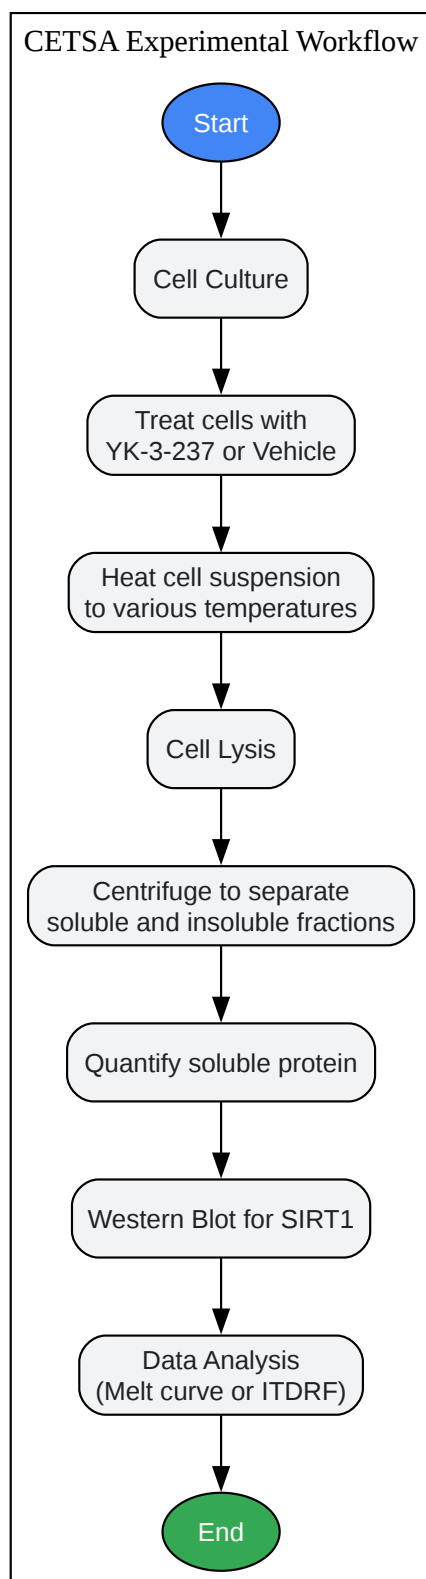 CETSA Experimental Workflow
Start
Cell Culture
Treat cells with
YK-3-237 or Vehicle
Heat cell suspension
to various temperatures
Cell Lysis
Centrifuge to separate
soluble and insoluble fractions
Quantify soluble protein
Western Blot for SIRT1
Data Analysis
(Melt curve or ITDRF)
End